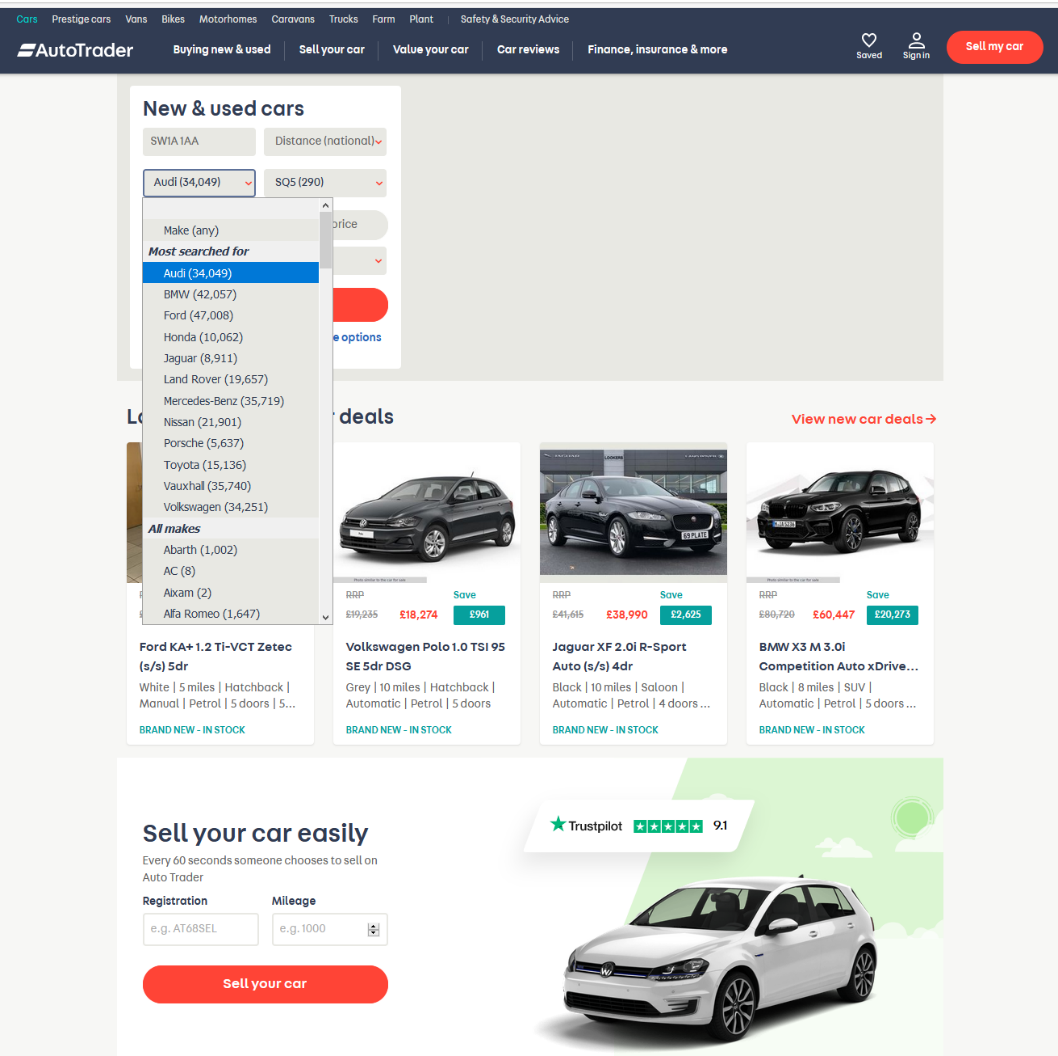 Cars Prestige cars Vans Bikes Motorhomes Caravans Trucks Farm Plant Safety & Security Advice
AutoTrader Buying new & used Sell your car Value your car Car reviews Finance, insurance & more Saved Sign in Sell my car
New & used cars
SW1A 1AA Distance (national)
Audi (34,049) SQ5 (290)
price
Make (any)
Most searched for
Audi (34,049)
BMW (42,057)
Ford (47,008)
Honda (10,062)
options
Jaguar (8,911)
Land Rover (19,657)
Mercedes-Benz (35,719)
Nissan (21,901)
Porsche (5,637)
Toyota (15,136)
Vauxhall (35,740)
Volkswagen (34,251)
All makes
Abarth (1,002)
AC (8)
Aixam (2)
Alfa Romeo (1,647)
deals View new car deals
RRP Save
£19,235 £18,274 £961
RRP Save
£41,615 £38,990 £2,625
RRP Save
£80,720 £60,447 £20,273
Ford KA+ 1.2 Ti-VCT Zetec
(s/s) 5dr
White | 5 miles | Hatchback |
Manual | Petrol | 5 doors | 5...
BRAND NEW - IN STOCK
Volkswagen Polo 1.0 TSI 95
SE 5dr DSG
Grey | 10 miles | Hatchback |
Automatic | Petrol | 5 doors
BRAND NEW - IN STOCK
Jaguar XF 2.0i R-Sport
Auto (s/s) 4dr
Black | 10 miles | Saloon |
Automatic | Petrol | 4 doors ...
BRAND NEW - IN STOCK
BMW X3 M 3.0i
Competition Auto xDrive...
Black | 8 miles | SUV |
Automatic | Petrol | 5 doors ...
BRAND NEW - IN STOCK
Sell your car easily
Every 60 seconds someone chooses to sell on
Auto Trader
Registration Mileage
e.g. AT68SEL e.g. 1000
Sell your car
Trustpilot 9.1